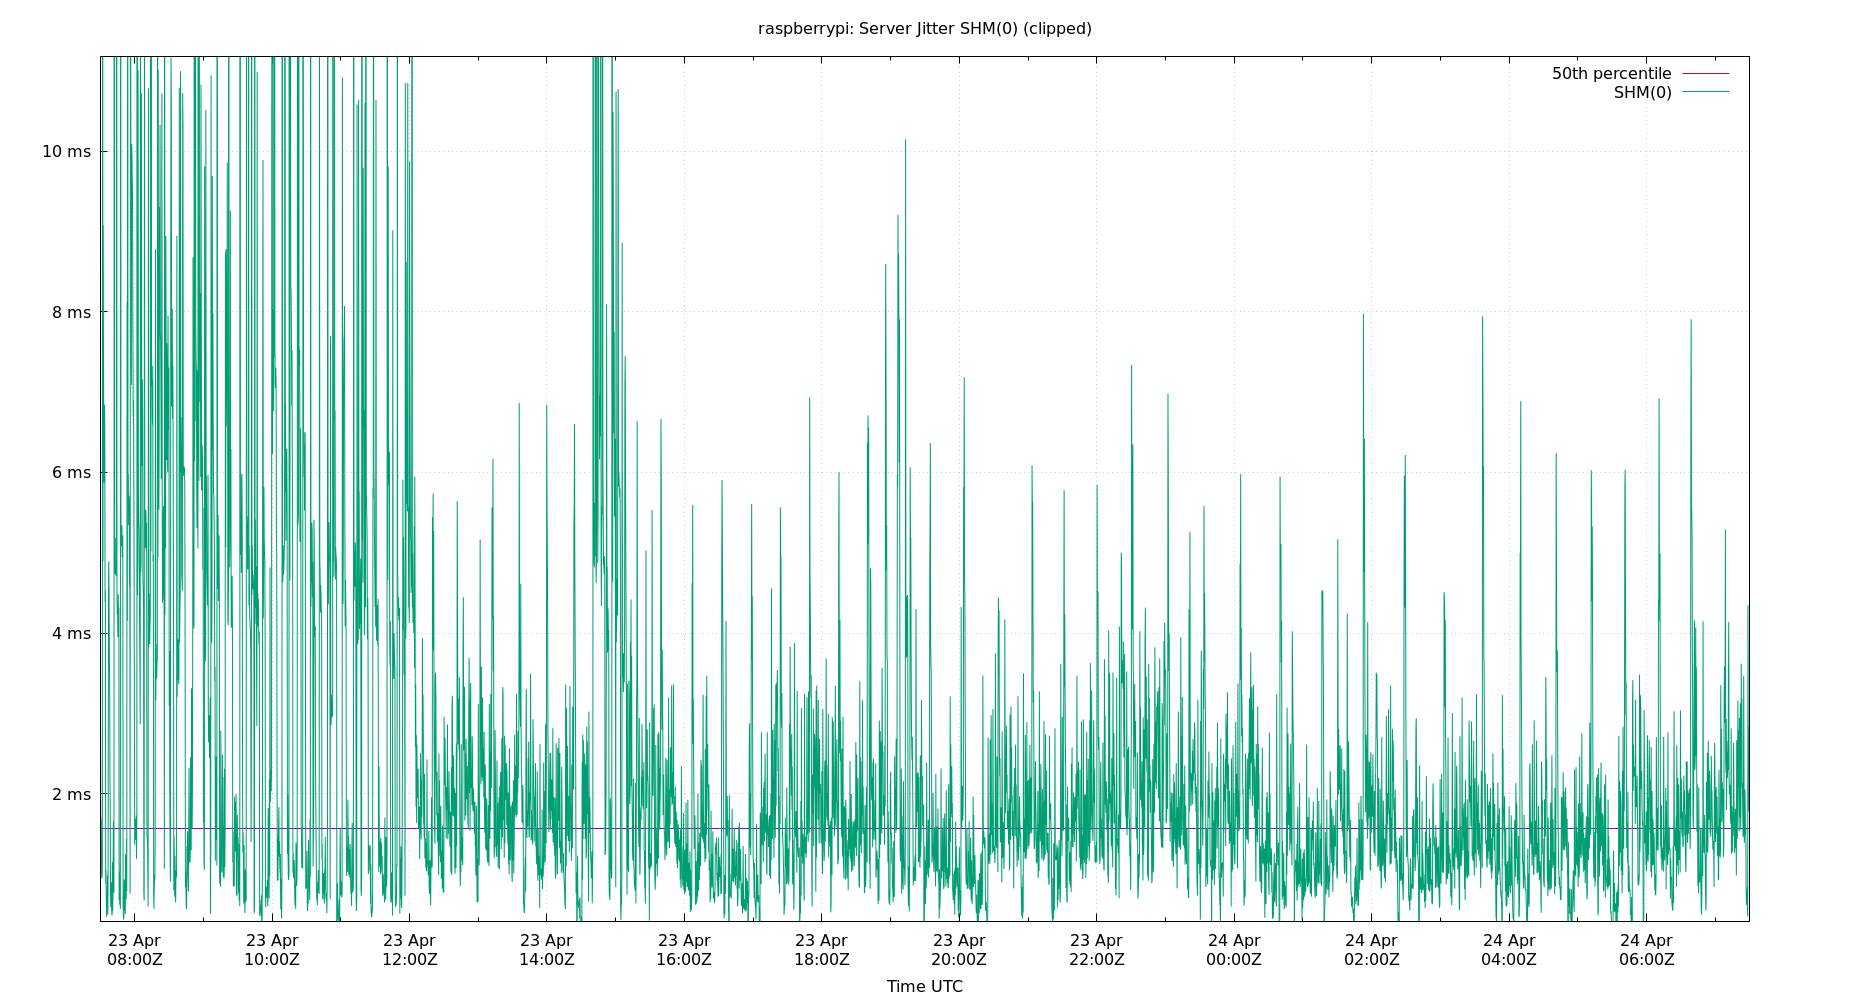 raspberrypi: Server Jitter SHM(0) (clipped)
50th percentile
SHM(0)
10 ms
8 ms
6 ms
4 ms
2 ms
23 Apr 23 Apr 23 Apr 23 Apr 23 Apr 23 Apr 23 Apr 23 Apr 24 Apr 24 Apr 24 Apr 24 Apr
08:00Z 10:00Z 12:00Z 14:00Z 16:00Z 18:00Z 20:00Z 22:00Z 00:00Z 02:00Z 04:00Z 06:00Z
Time UTC